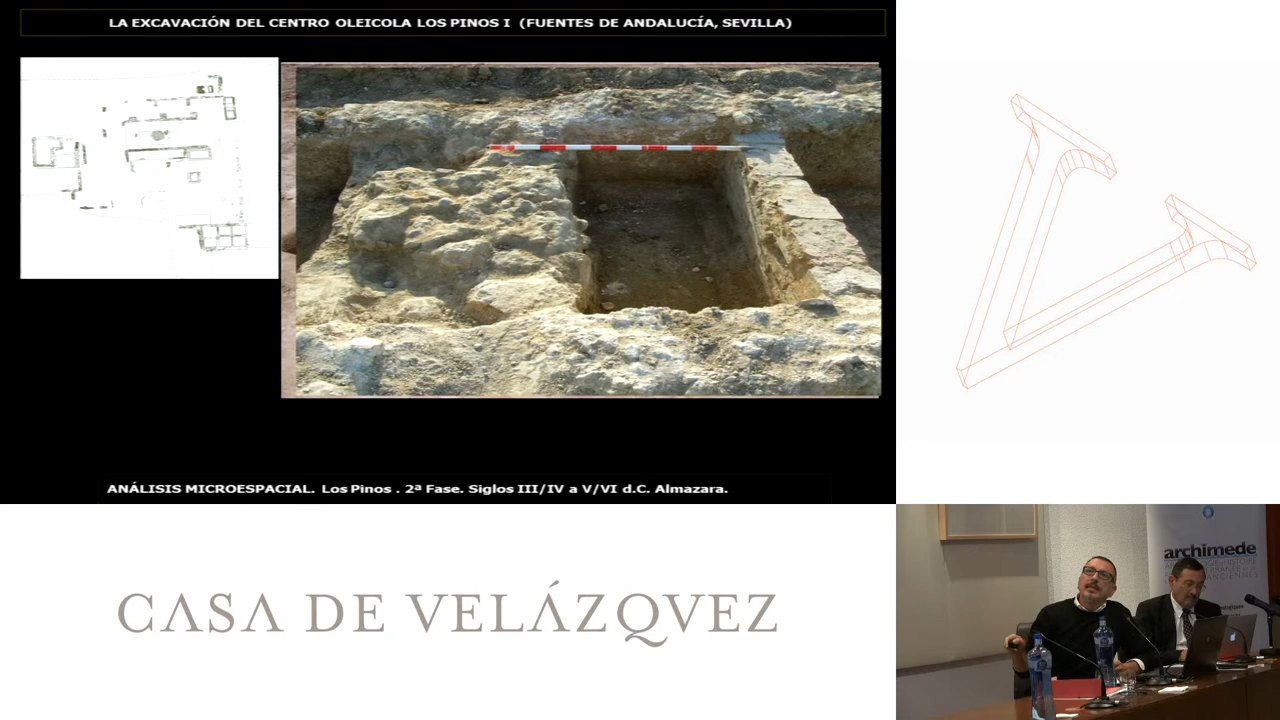 LA EXCAVACIÓN DEL CENTRO OLEICOLA LOS PINOS I (FUENTES DE ANDALUCÍA, SEVILLA)
ANÁLISIS MICROESPACIAL. Los Pinos . 2ª Fase. Siglos III/IV a V/VI d.C. Almazara.
CASA DE VELÁZQVEZ
archimede